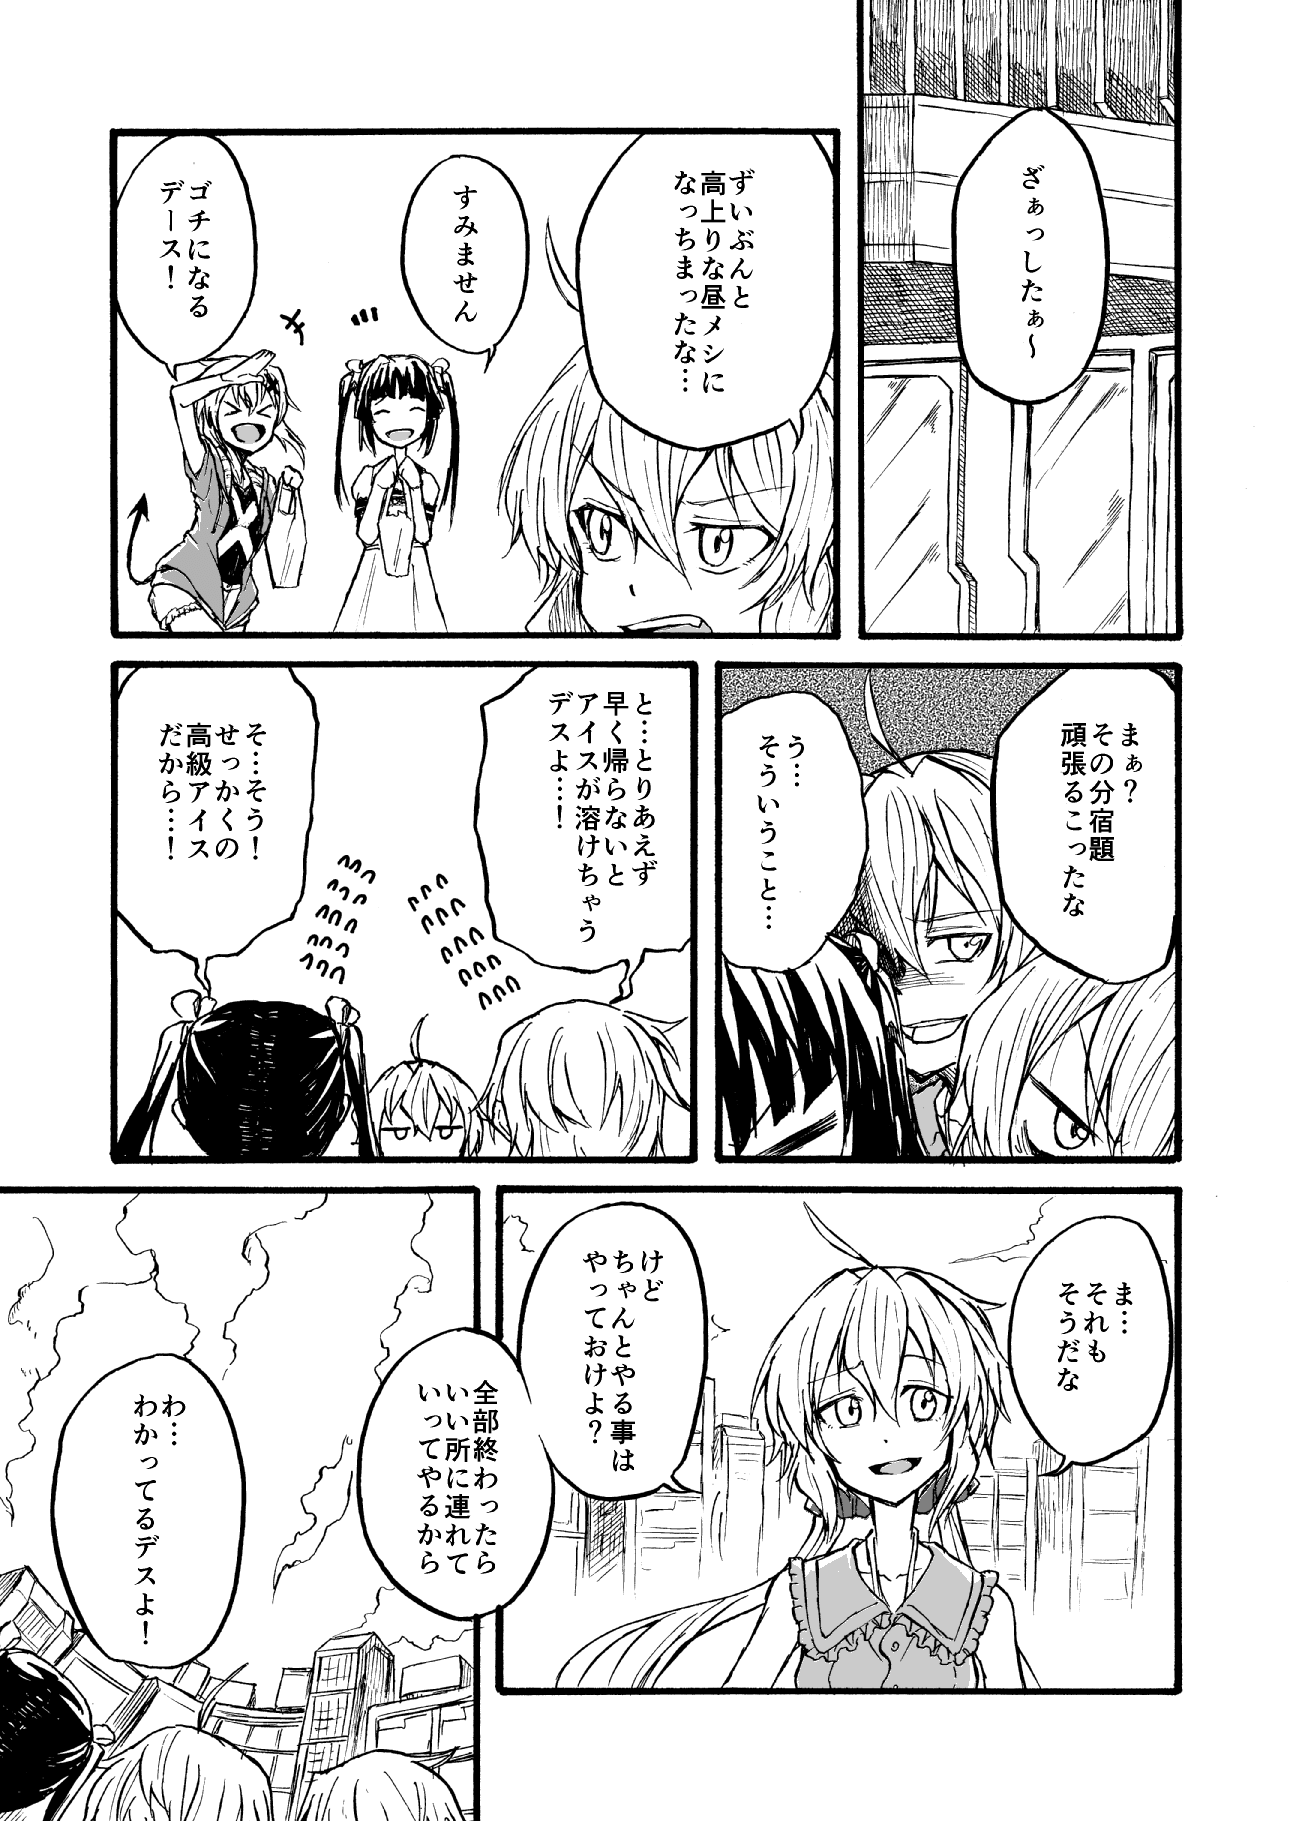 ざぁっしたぁ～
ずいぶんと
高上りな昼メシに
なっちまったな…
すみません
ゴチになる
デース！
まぁ？
その分宿題
頑張るこったな
う…
そういうこと…
と…とりあえず
早く帰らないと
アイスが溶けちゃう
デスよ…！
そ…そう！
せっかくの
高級アイス
だから…！
ま…
それも
そうだな
けど
ちゃんとやる事は
やっておけよ？
全部終わったら
いい所に連れて
いってやるから
わ…
わかってるデスよ！